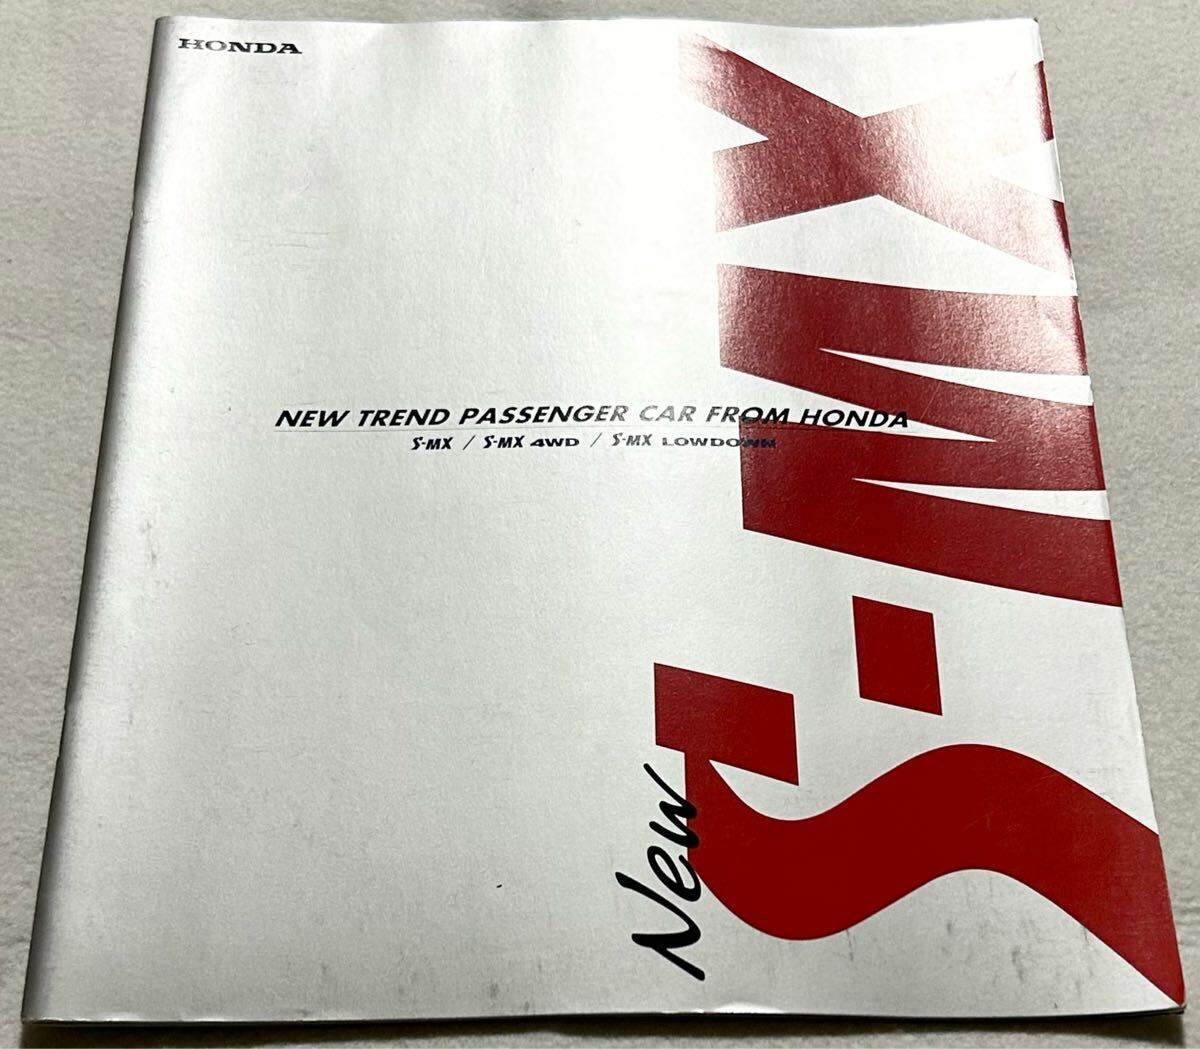 HONDA
NEW TREND PASSENGER CAR FROM HONDA
S-MX / S-MX 4WD / S-MX LOWDOWN
New
S-MX